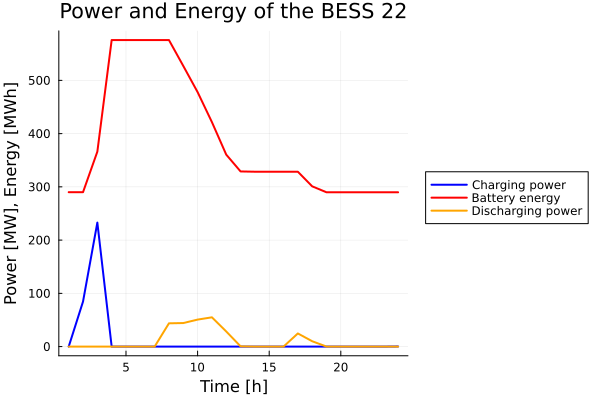 Power and Energy of the BESS 22
Power [MW], Energy [MWh]
500
400
300
200
100
0
5
10
15
20
Time [h]
Charging power
Battery energy
Discharging power